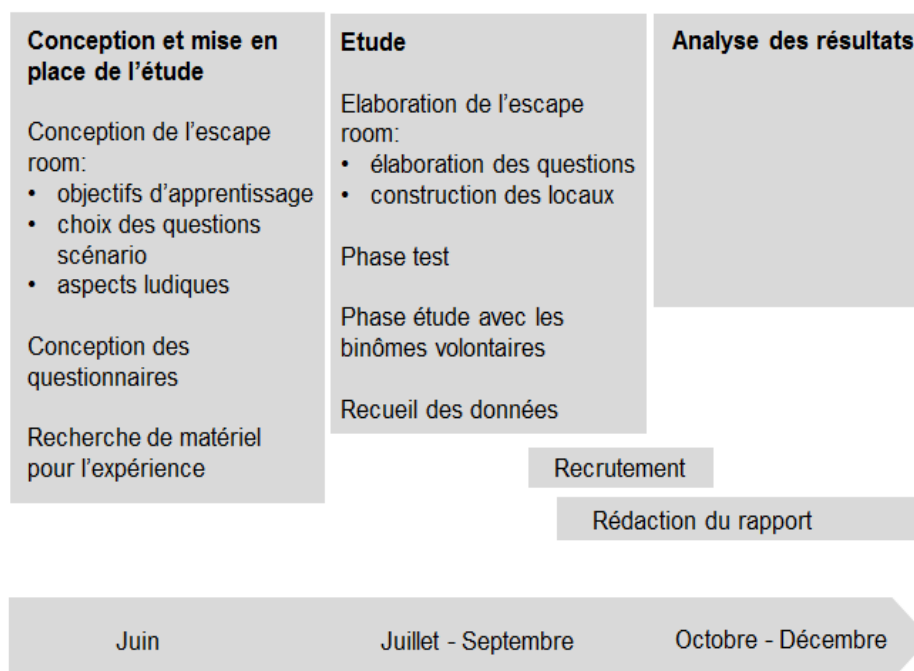 Conception et mise en
place de l’étude
Conception de l’escape
room:
• objectifs d’apprentissage
• choix des questions
scénario
• aspects ludiques
Conception des
questionnaires
Recherche de matériel
pour l’expérience
Etude
Elaboration de l’escape
room:
• élaboration des questions
• construction des locaux
Phase test
Phase étude avec les
binômes volontaires
Recueil des données
Analyse des résultats
Recrutement
Rédaction du rapport
Juin
Juillet - Septembre
Octobre - Décembre